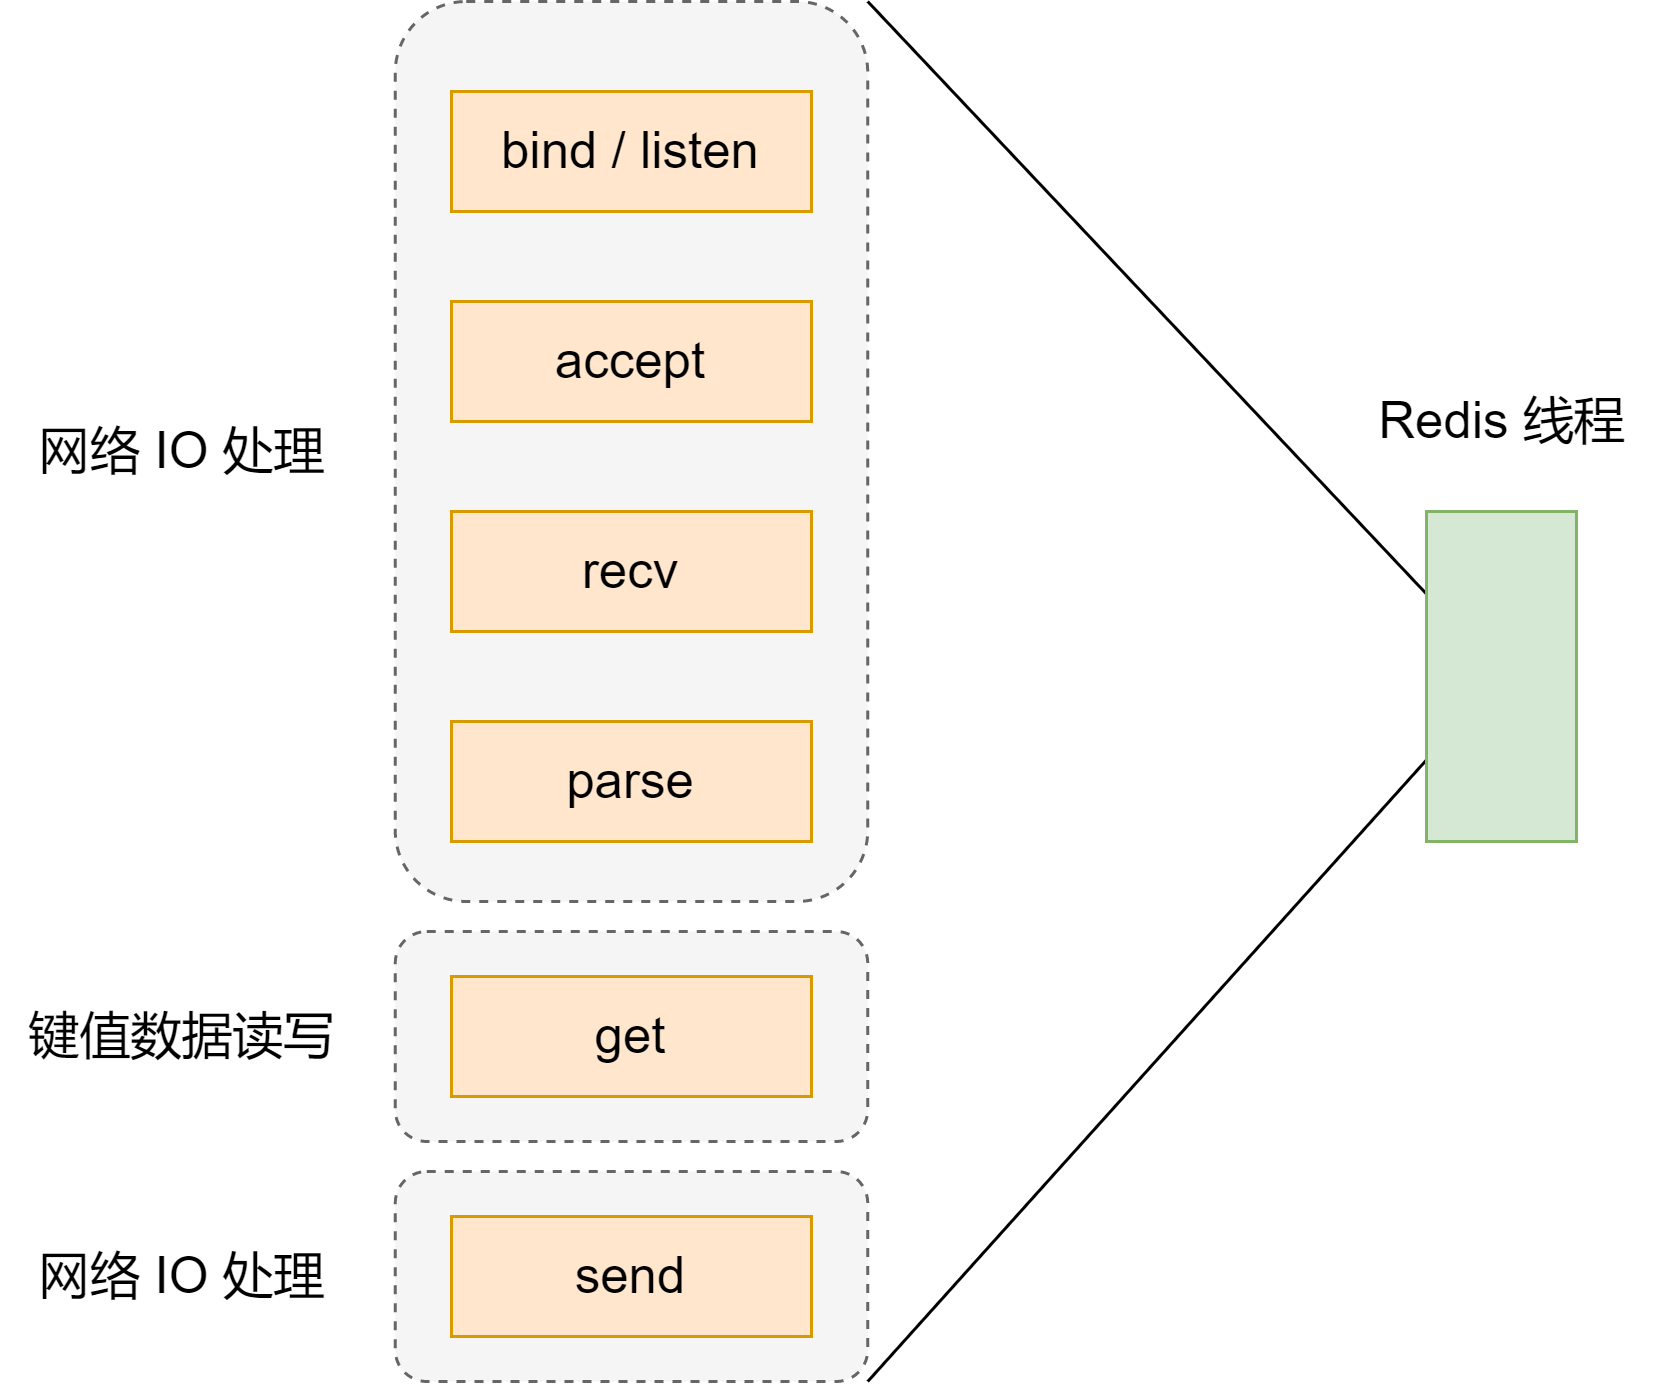 bind / listen
accept
网络 IO 处理
recv
parse
键值数据读写
get
网络 IO 处理
send
Redis 线程